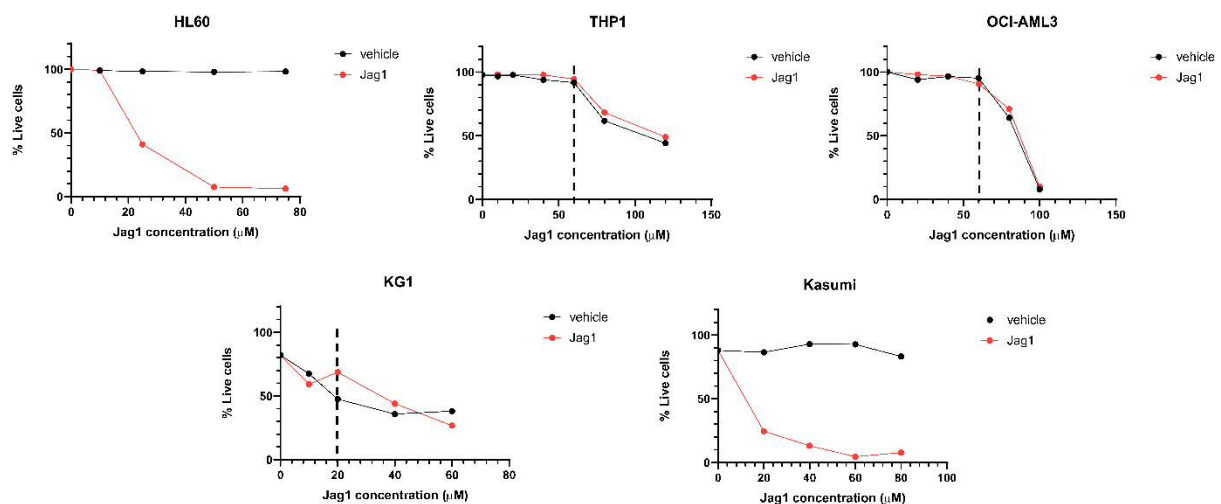 HL60
100
50
0
0 20 40 60 80
% Live cells
Jag1 concentration (μM)
vehicle
Jag1
THP1
150
100
50
0
0 50 100 150
% Live cells
Jag1 concentration (μM)
vehicle
Jag1
OCI-AML3
100
50
0
0 50 100 150
% Live cells
Jag1 concentration (μM)
vehicle
Jag1
KG1
100
50
0
0 20 40 60 80
% Live cells
Jag1 concentration (μM)
vehicle
Jag1
Kasumi
100
50
0
0 20 40 60 80 100
% Live cells
Jag1 concentration (μM)
vehicle
Jag1